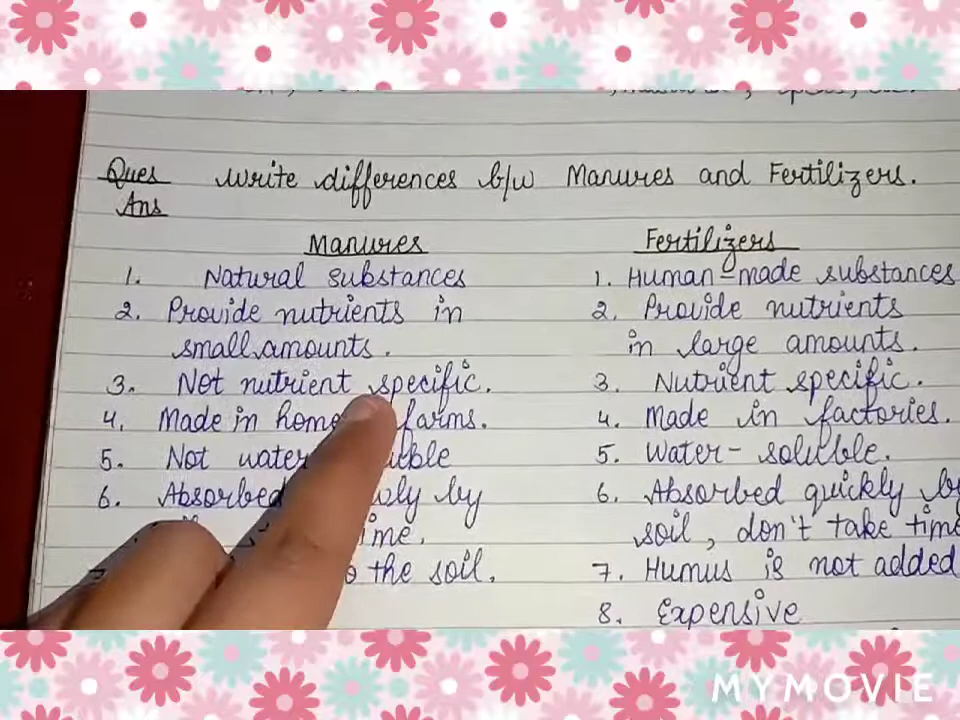 Ques write differences b/w Manures and Fertilizers.
Ans
Manures
1. Natural substances
2. Provide nutrients in
small amounts.
3. Not nutrient specific.
4. Made in farms.
5. Not water
6. Absorbed by
to the soil.
Fertilizers
1. Human-made substances
2. Provide nutrients
in large amounts.
3. Nutrient specific.
4. Made in factories.
5. Water-soluble.
6. Absorbed quickly
soil, don't take time
7. Humus is not added
8. Expensive
MYMOVIE